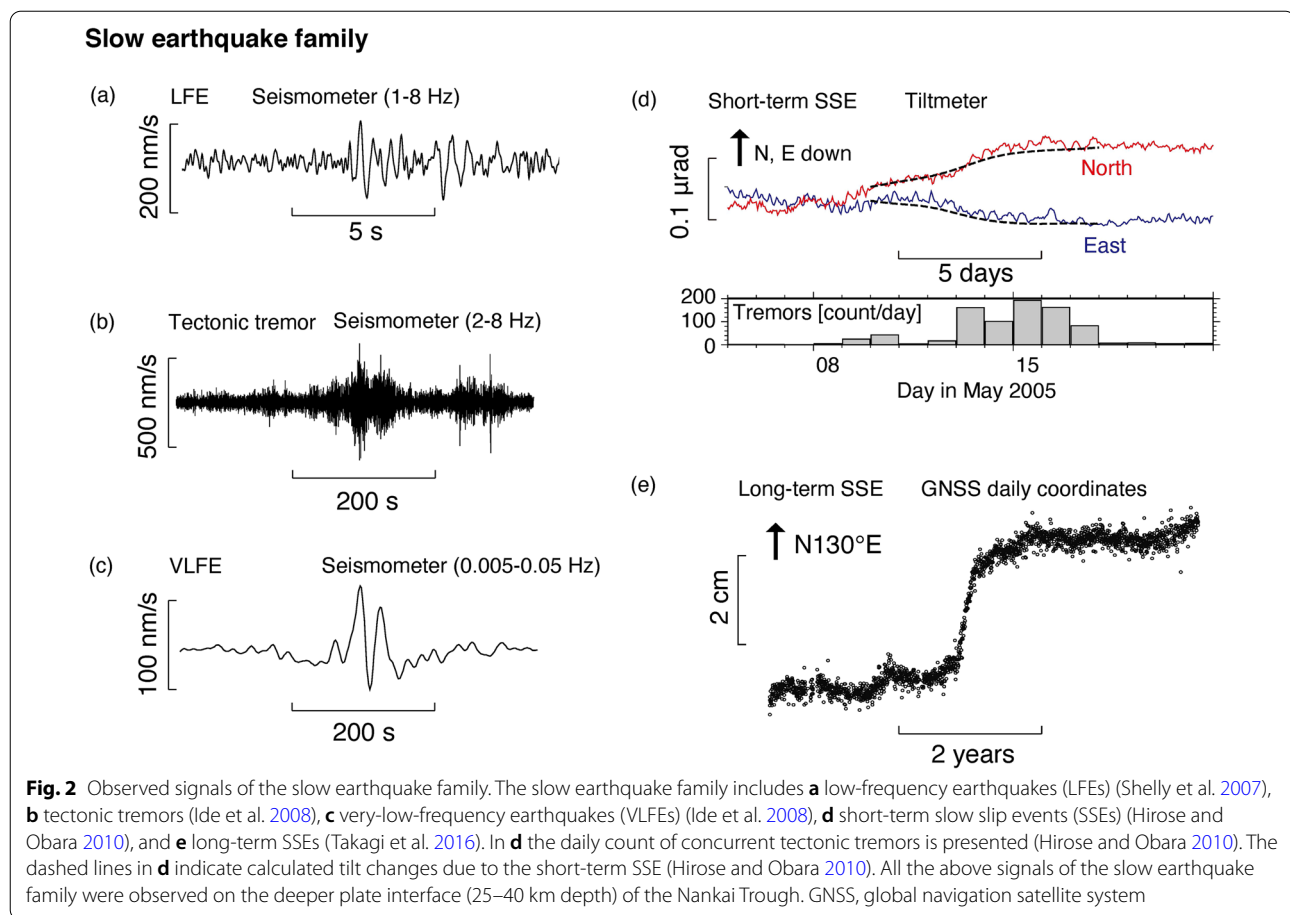 Slow earthquake family
(a) LFE Seismometer (1-8 Hz)
200 nm/s
5 s
(b) Tectonic tremor Seismometer (2-8 Hz)
500 nm/s
200 s
(c) VLFE Seismometer (0.005-0.05 Hz)
100 nm/s
200 s
(d) Short-term SSE Tiltmeter
N, E down
0.1 μrad
North
East
5 days
Tremors [count/day]
200
100
0
08 15
Day in May 2005
(e) Long-term SSE GNSS daily coordinates
N130°E
2 cm
2 years
Fig. 2 Observed signals of the slow earthquake family. The slow earthquake family includes a low-frequency earthquakes (LFEs) (Shelly et al. 2007),
b tectonic tremors (Ide et al. 2008), c very-low-frequency earthquakes (VLFEs) (Ide et al. 2008), d short-term slow slip events (SSEs) (Hirose and
Obara 2010), and e long-term SSEs (Takagi et al. 2016). In d the daily count of concurrent tectonic tremors is presented (Hirose and Obara 2010). The
dashed lines in d indicate calculated tilt changes due to the short-term SSE (Hirose and Obara 2010). All the above signals of the slow earthquake
family were observed on the deeper plate interface (25–40 km depth) of the Nankai Trough. GNSS, global navigation satellite system